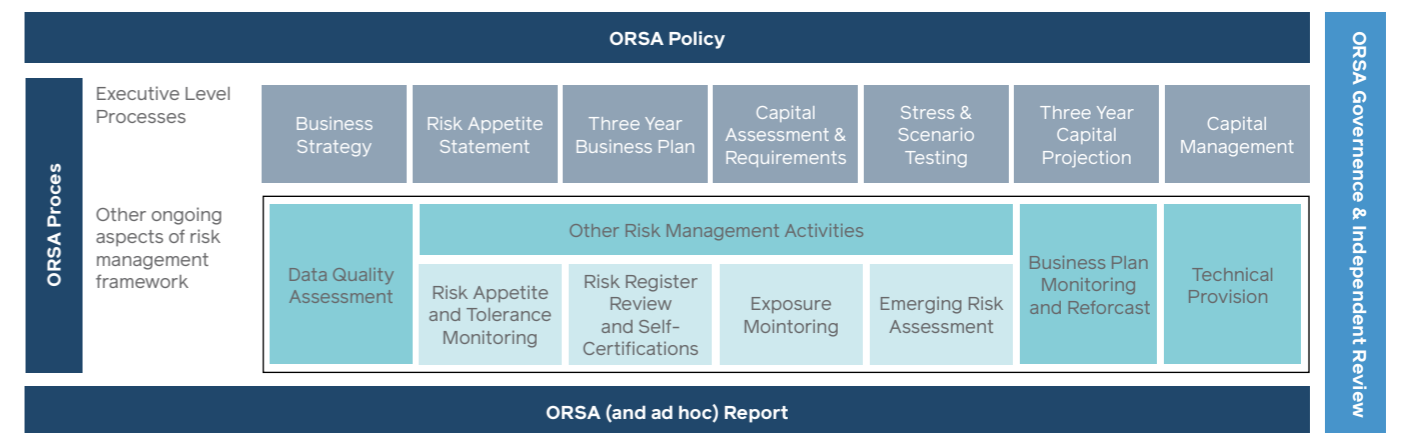 ORSA Policy
ORSA Governence & Independent Review
ORSA Proces
Executive Level
Processes
Business
Strategy
Risk Appetite
Statement
Three Year
Business Plan
Capital
Assessment &
Requirements
Stress &
Scenario
Testing
Three Year
Capital
Projection
Capital
Management
Other ongoing
aspects of risk
management
framework
Data Quality
Assessment
Other Risk Management Activities
Risk Appetite
and Tolerance
Monitoring
Risk Register
Review
and Self-
Certifications
Exposure
Mointoring
Emerging Risk
Assessment
Business Plan
Monitoring
and Reforcast
Technical
Provision
ORSA (and ad hoc) Report